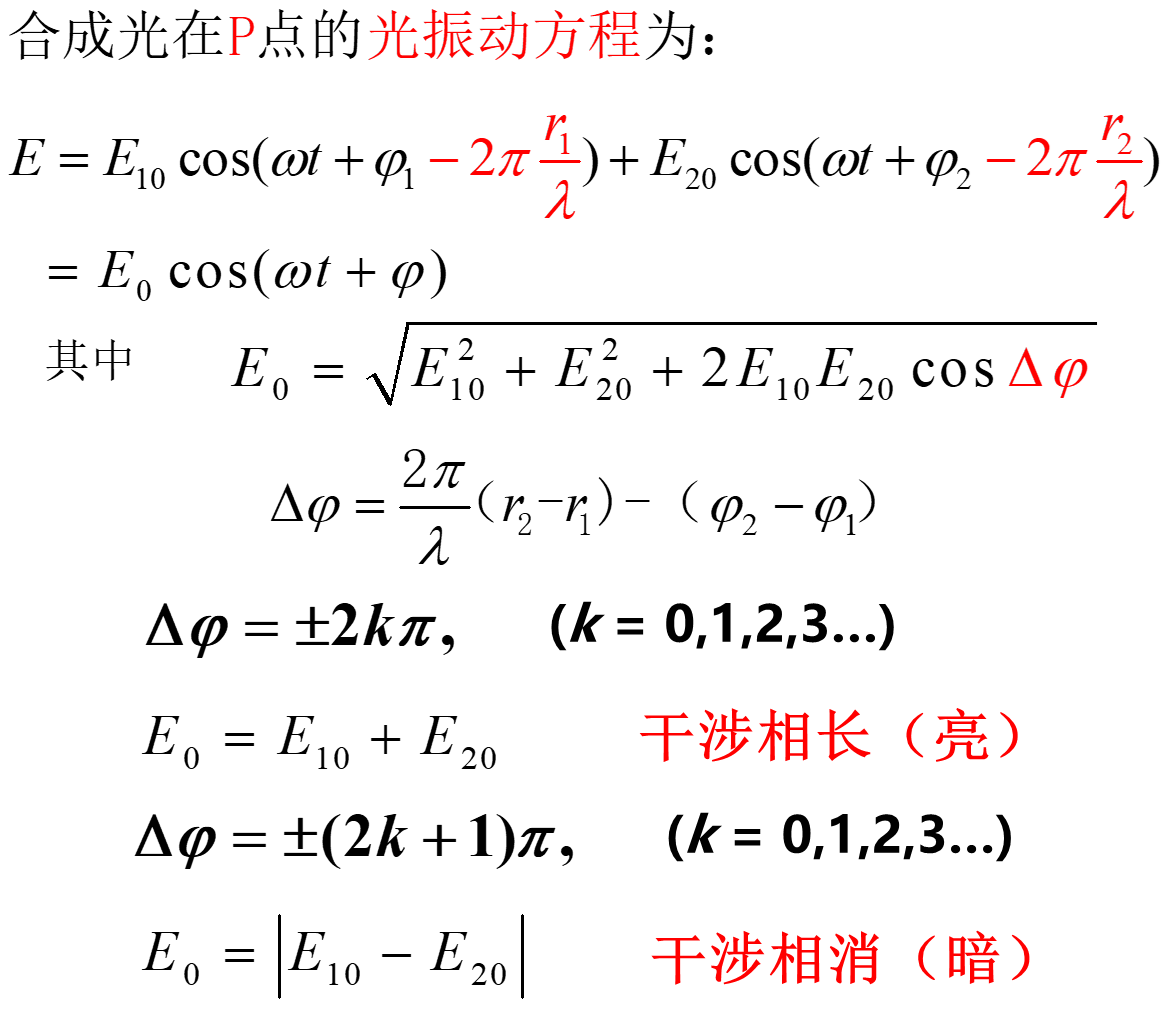 合成光在P点的光振动方程为：
E = E₁₀ cos(ωt + φ₁ − 2π r₁/λ) + E₂₀ cos(ωt + φ₂ − 2π r₂/λ)
= E₀ cos(ωt + φ)
其中 E₀ = √(E₁₀² + E₂₀² + 2E₁₀E₂₀ cos Δφ)
Δφ = 2π/λ (r₂-r₁)-（φ₂ − φ₁）
Δφ = ±2kπ, (k = 0,1,2,3…)
E₀ = E₁₀ + E₂₀ 干涉相长（亮）
Δφ = ±(2k + 1)π, (k = 0,1,2,3…)
E₀ = |E₁₀ − E₂₀| 干涉相消（暗）